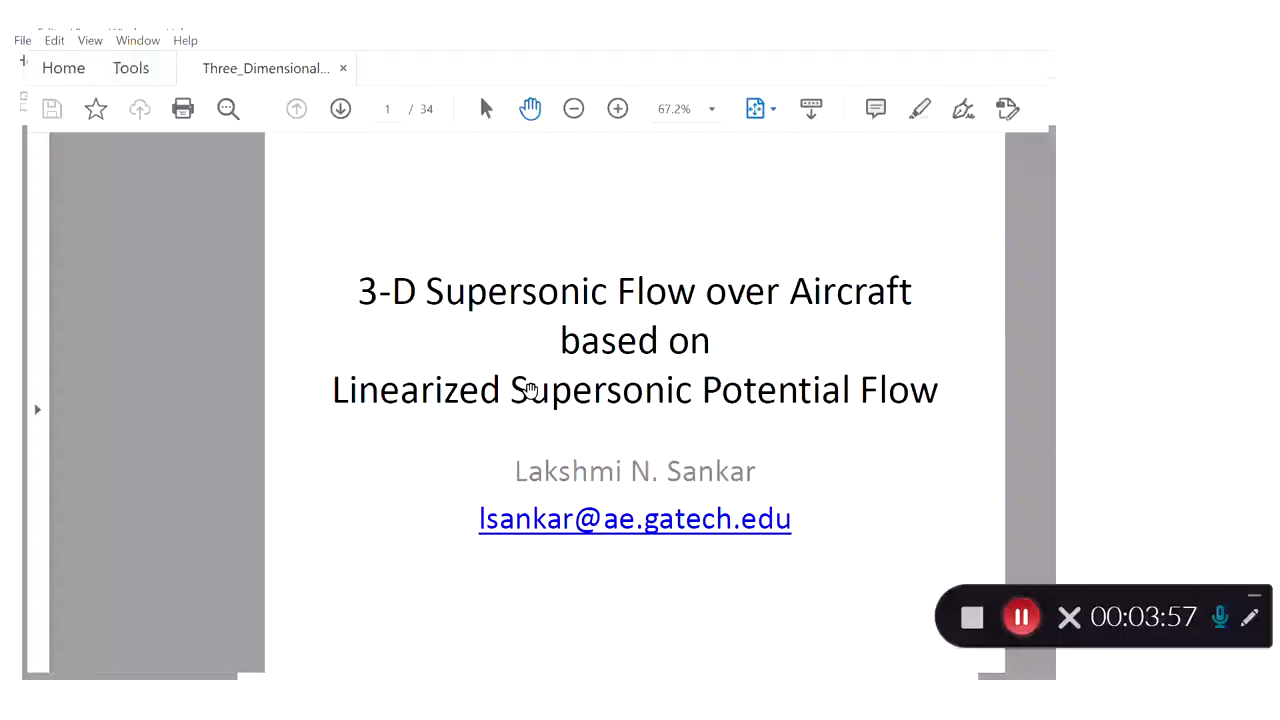 File Edit View Window Help
Home Tools Three_Dimensional... ×
1 / 34 67.2%
3-D Supersonic Flow over Aircraft
based on
Linearized Supersonic Potential Flow
Lakshmi N. Sankar
lsankar@ae.gatech.edu
00:03:57